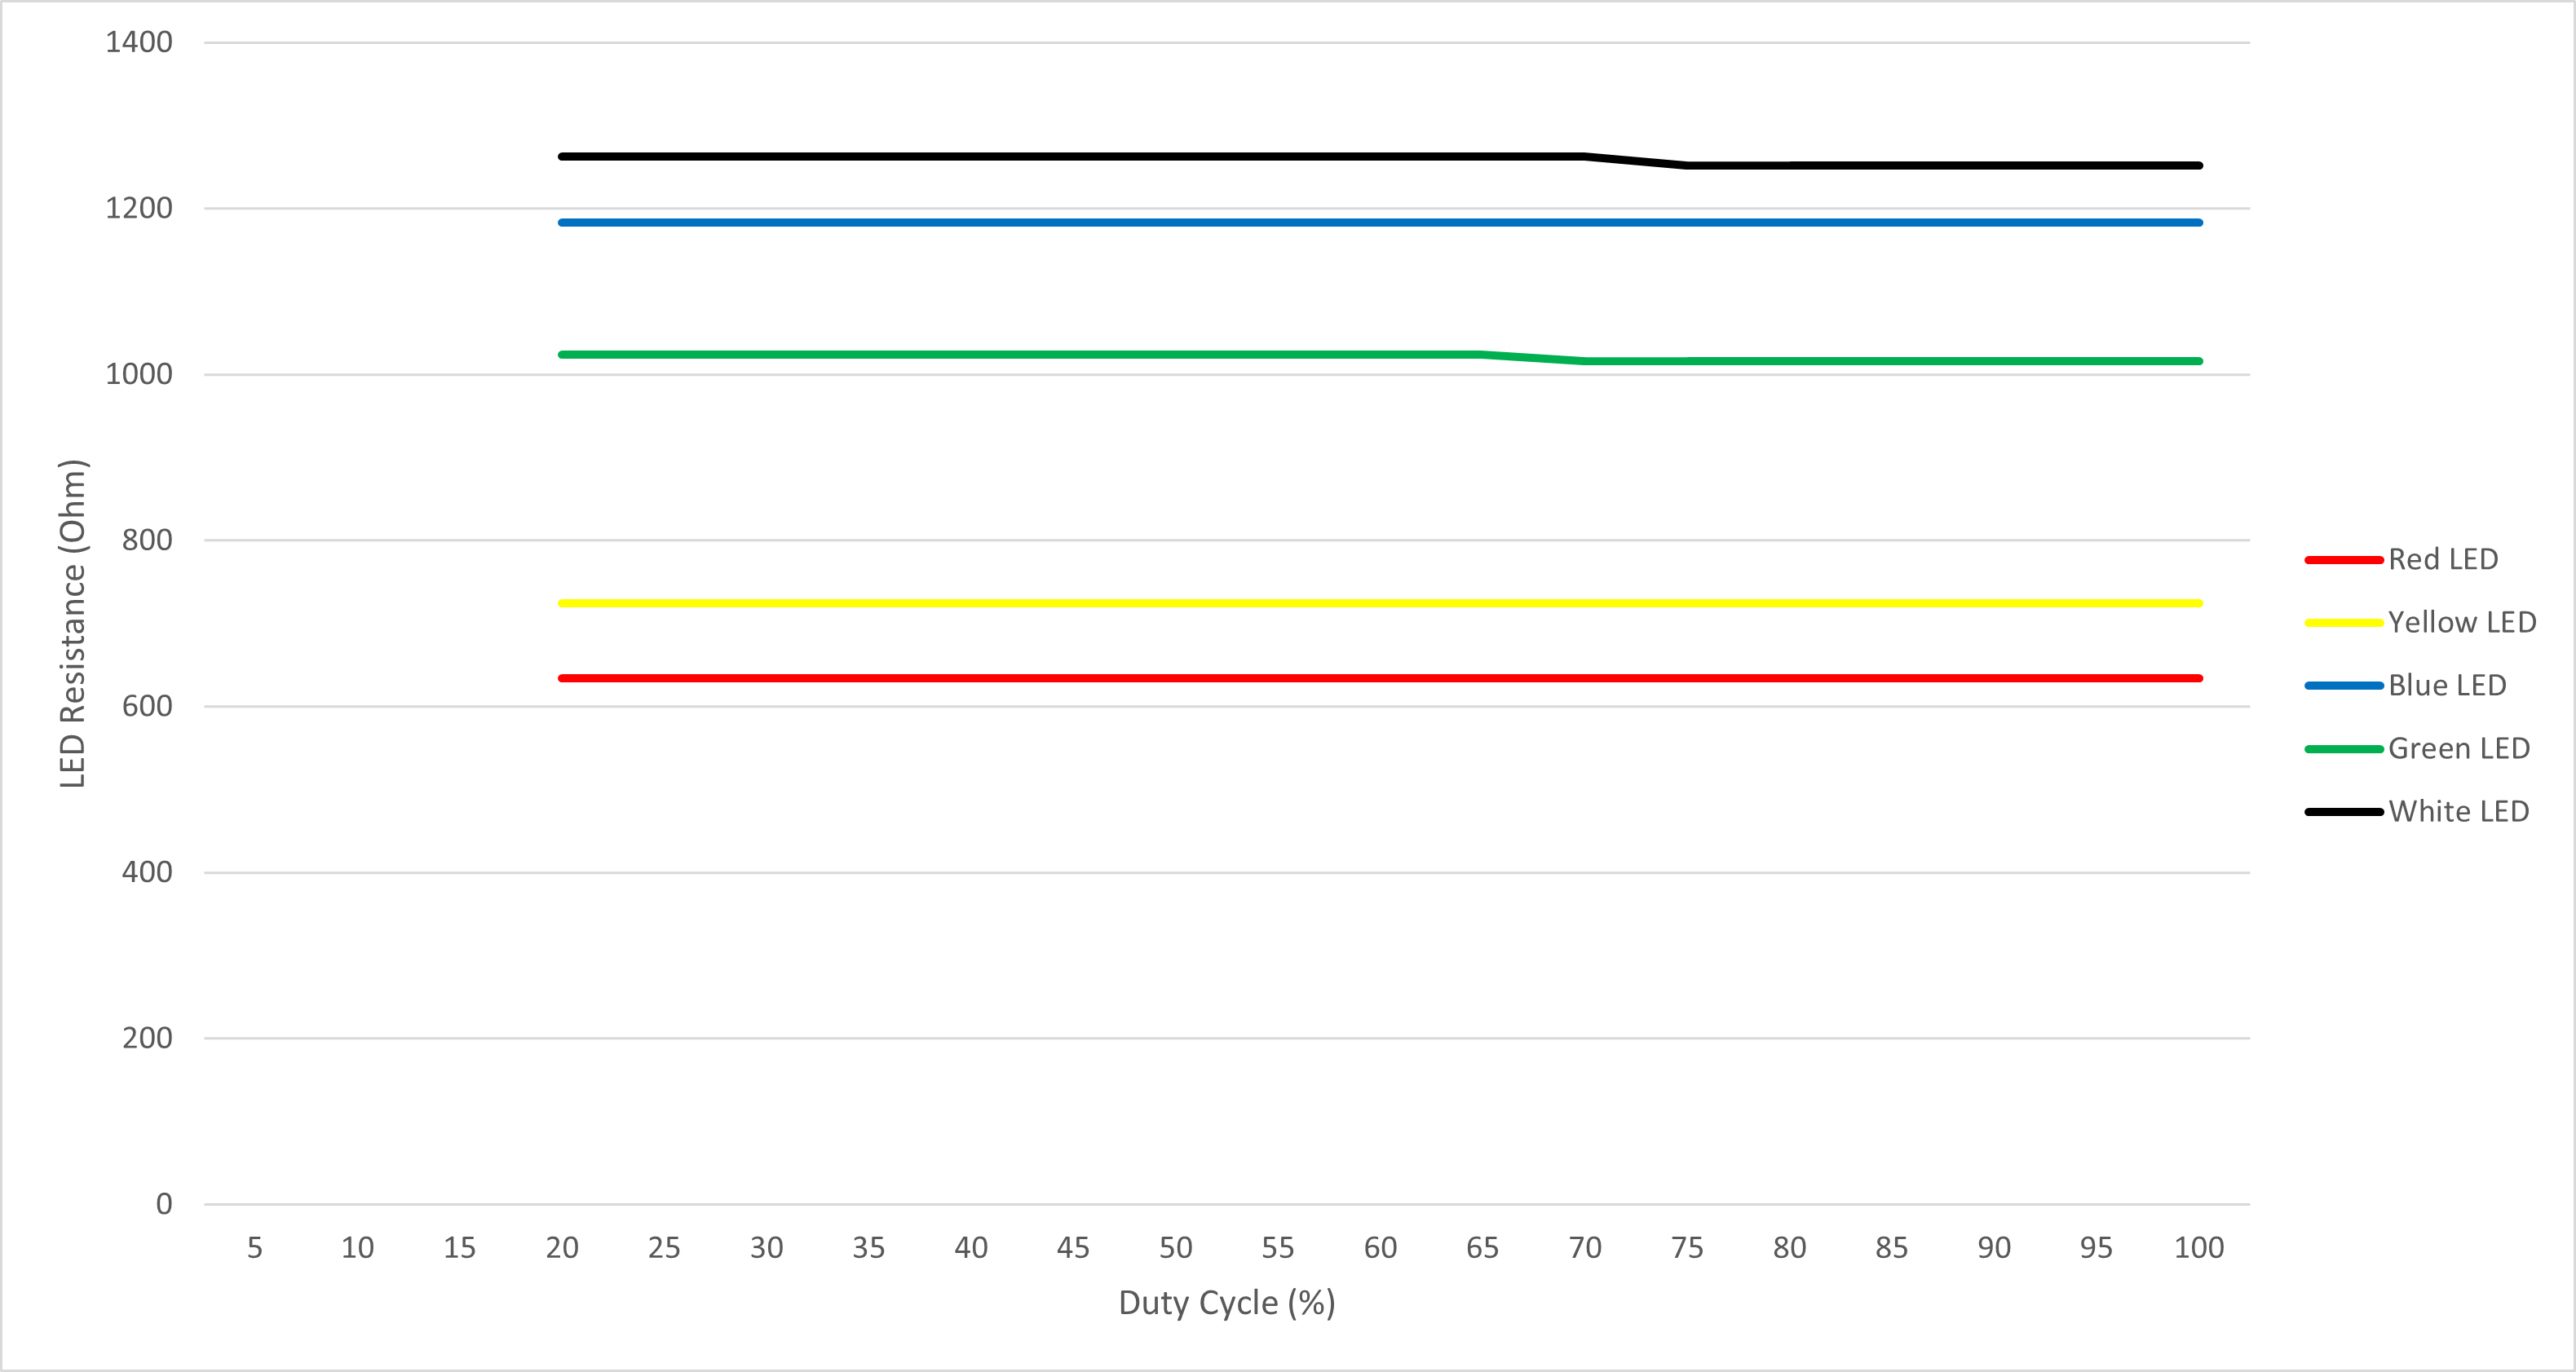 1400
1200
1000
800
600
400
200
0
LED Resistance (Ohm)
5 10 15 20 25 30 35 40 45 50 55 60 65 70 75 80 85 90 95 100
Duty Cycle (%)
Red LED
Yellow LED
Blue LED
Green LED
White LED